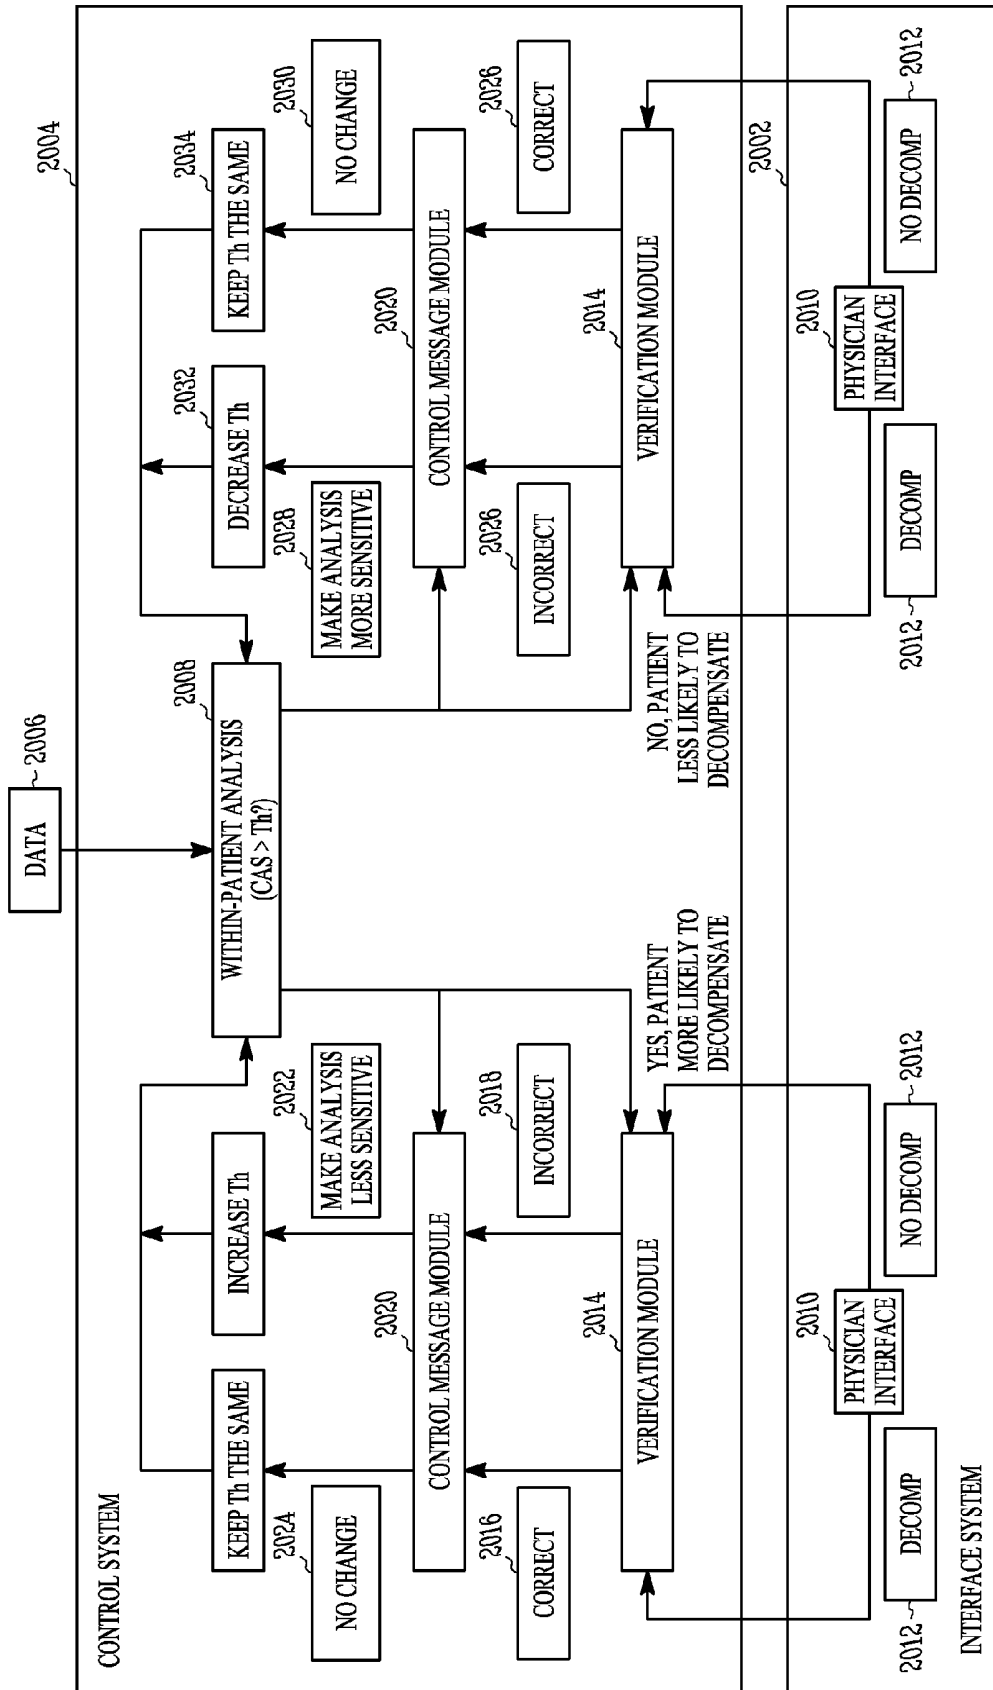 DATA
2006
2004
CONTROL SYSTEM
KEEP Th THE SAME
INCREASE Th
WITHIN-PATIENT ANALYSIS
(CAS > Th?)
2008
DECREASE Th
2032
KEEP Th THE SAME
2034
2024
NO CHANGE
2022
MAKE ANALYSIS
LESS SENSITIVE
2028
MAKE ANALYSIS
MORE SENSITIVE
2030
NO CHANGE
CONTROL MESSAGE MODULE
2020
CONTROL MESSAGE MODULE
2020
2016
CORRECT
2018
INCORRECT
2026
INCORRECT
2026
CORRECT
VERIFICATION MODULE
2014
VERIFICATION MODULE
2014
YES, PATIENT
MORE LIKELY TO
DECOMPENSATE
NO, PATIENT
LESS LIKELY TO
DECOMPENSATE
2002
2010
PHYSICIAN
INTERFACE
2010
PHYSICIAN
INTERFACE
2012
DECOMP
NO DECOMP
2012
2012
DECOMP
NO DECOMP
2012
INTERFACE SYSTEM